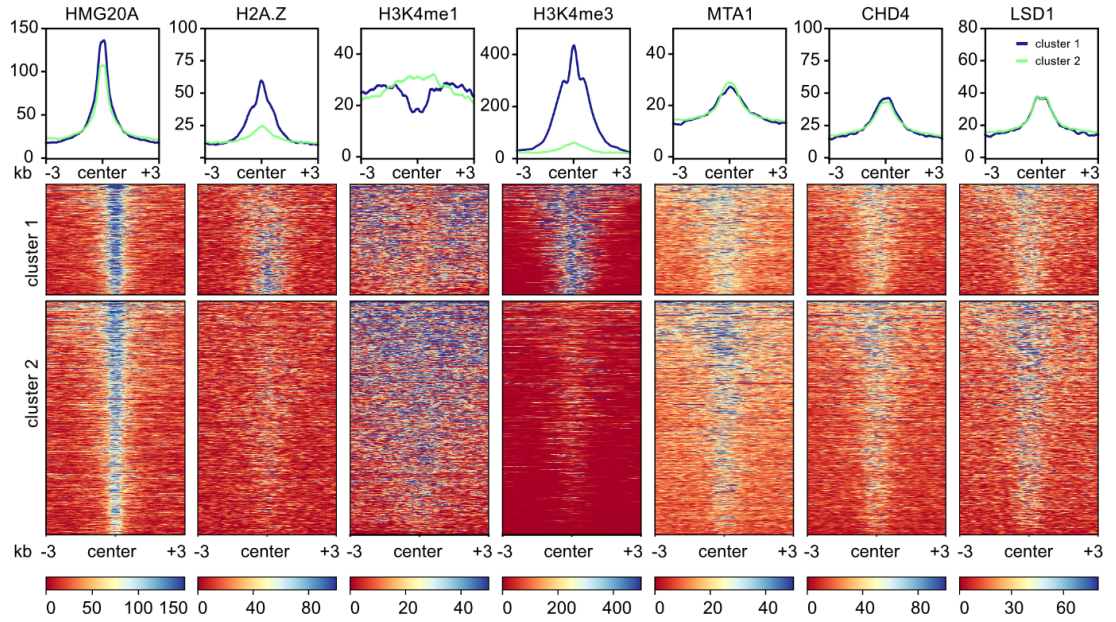 HMG20A H2A.Z H3K4me1 H3K4me3 MTA1 CHD4 LSD1
150 100 50 0
100 75 50 25 0
40 20 0
400 200 0
40 20 0
100 75 50 25 0
80 60 40 20 0
cluster 1
cluster 2
kb -3 center +3 -3 center +3 -3 center +3 -3 center +3 -3 center +3 -3 center +3 -3 center +3
cluster 1
cluster 2
kb -3 center +3 -3 center +3 -3 center +3 -3 center +3 -3 center +3 -3 center +3 -3 center +3
0 50 100 150 0 40 80 0 20 40 0 200 400 0 20 40 0 40 80 0 30 60